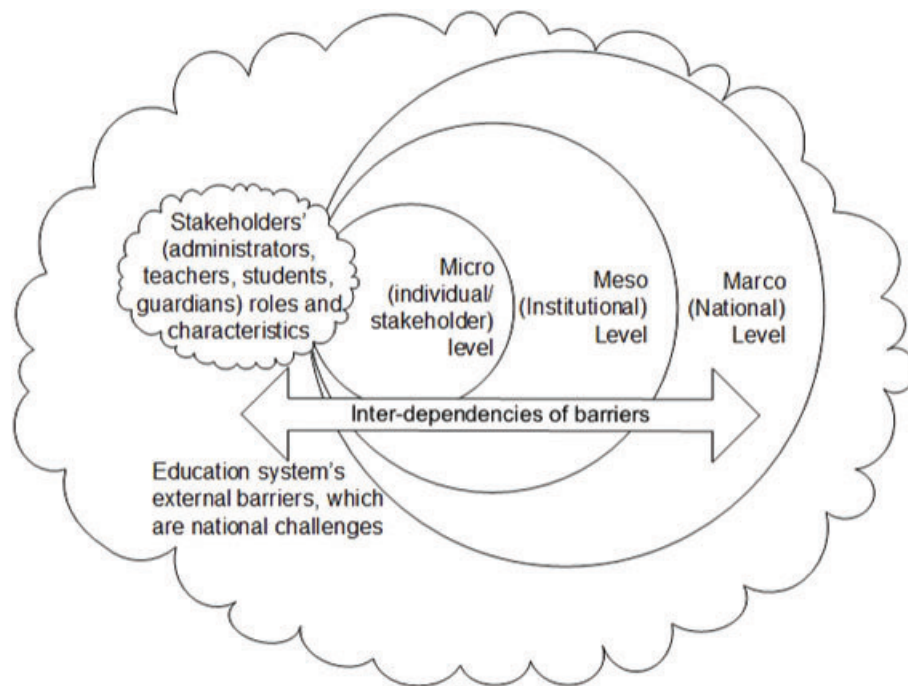 Stakeholders'
(administrators,
teachers, students,
guardians) roles and
characteristics
Micro
(individual/
stakeholder)
level
Meso
(Institutional)
Level
Marco
(National)
Level
Inter-dependencies of barriers
Education system's
external barriers, which
are national challenges